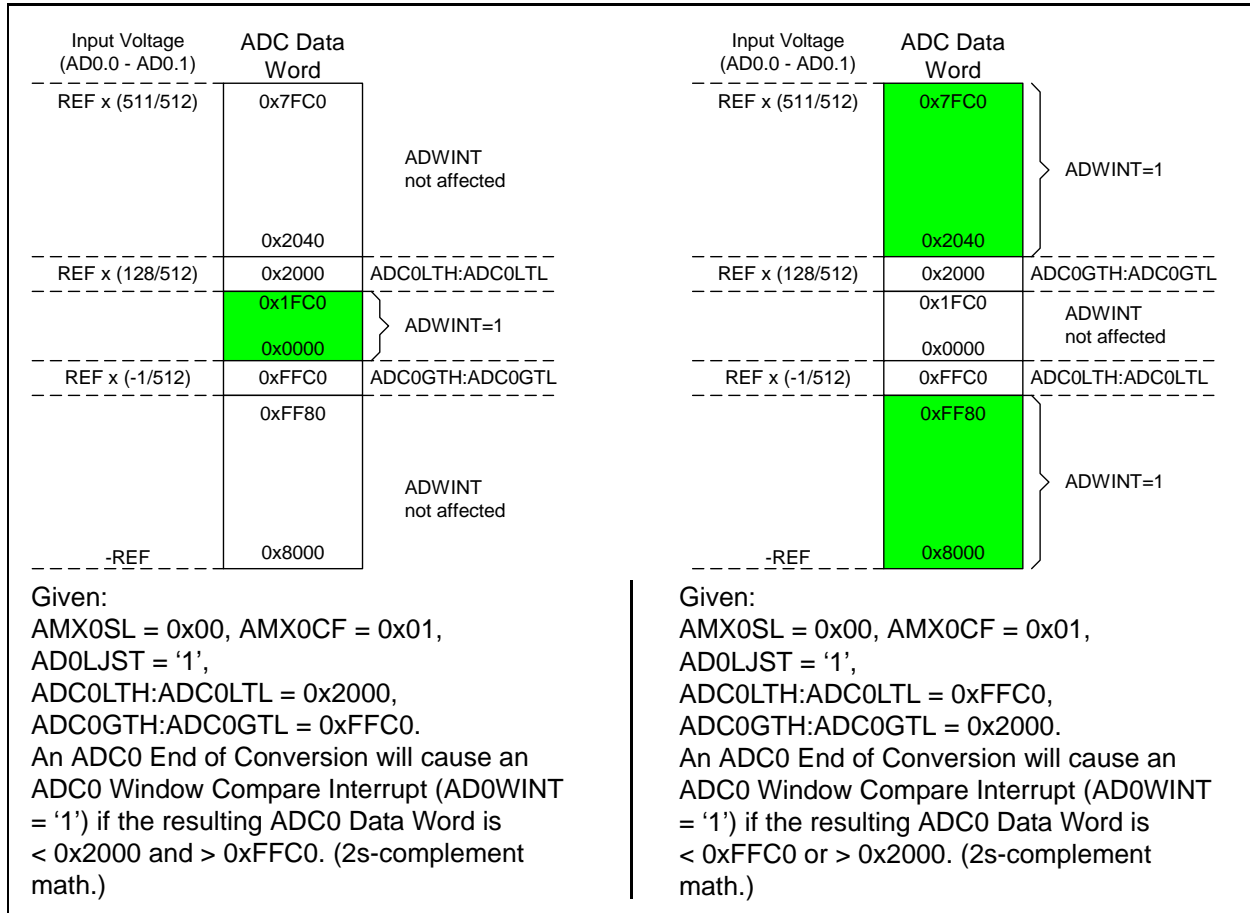 Input Voltage
(AD0.0 - AD0.1)
ADC Data
Word
REF x (511/512)
0x7FC0
ADWINT
not affected
0x2040
REF x (128/512)
0x2000
ADC0LTH:ADC0LTL
0x1FC0
ADWINT=1
0x0000
REF x (-1/512)
0xFFC0
ADC0GTH:ADC0GTL
0xFF80
ADWINT
not affected
-REF
0x8000
Given:
AMX0SL = 0x00, AMX0CF = 0x01,
AD0LJST = ‘1’,
ADC0LTH:ADC0LTL = 0x2000,
ADC0GTH:ADC0GTL = 0xFFC0.
An ADC0 End of Conversion will cause an
ADC0 Window Compare Interrupt (AD0WINT
= ‘1’) if the resulting ADC0 Data Word is
< 0x2000 and > 0xFFC0. (2s-complement
math.)
Input Voltage
(AD0.0 - AD0.1)
ADC Data
Word
REF x (511/512)
0x7FC0
ADWINT=1
0x2040
REF x (128/512)
0x2000
ADC0GTH:ADC0GTL
0x1FC0
ADWINT
not affected
0x0000
REF x (-1/512)
0xFFC0
ADC0LTH:ADC0LTL
0xFF80
ADWINT=1
-REF
0x8000
Given:
AMX0SL = 0x00, AMX0CF = 0x01,
AD0LJST = ‘1’,
ADC0LTH:ADC0LTL = 0xFFC0,
ADC0GTH:ADC0GTL = 0x2000.
An ADC0 End of Conversion will cause an
ADC0 Window Compare Interrupt (AD0WINT
= ‘1’) if the resulting ADC0 Data Word is
< 0xFFC0 or > 0x2000. (2s-complement
math.)